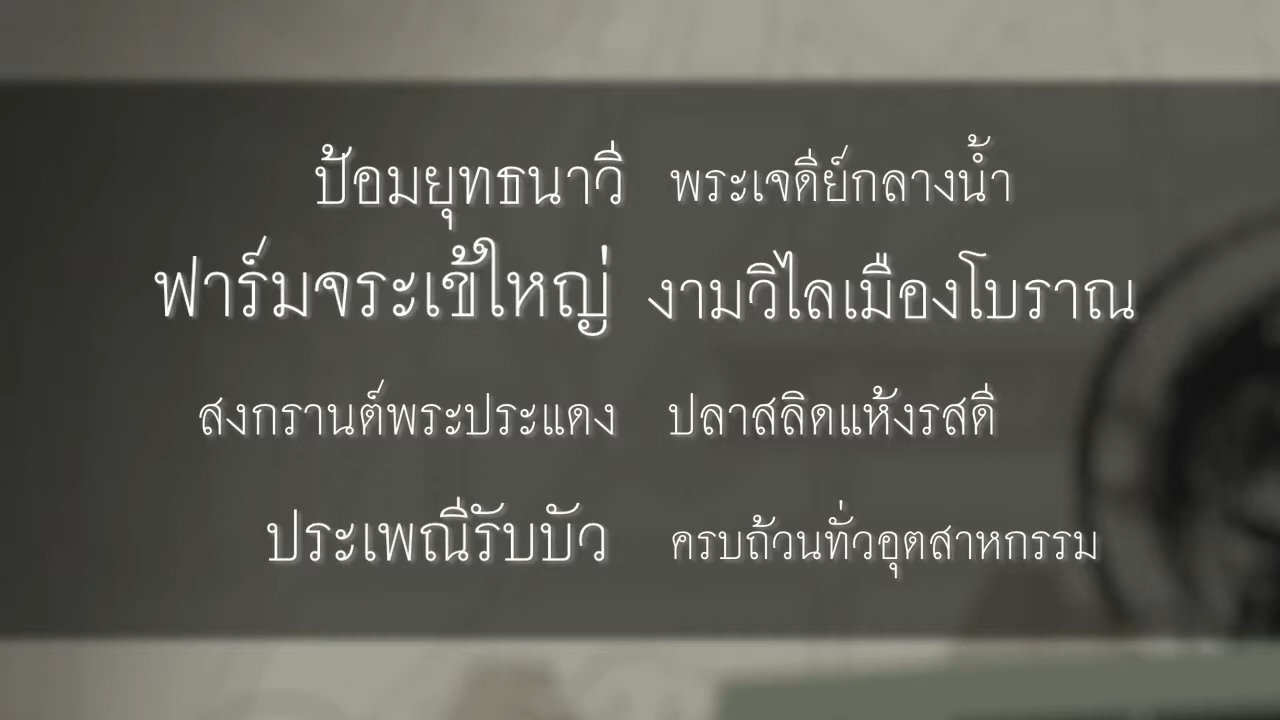 ป้อมยุทธนาวี พระเจดีย์กลางน้ำ
ฟาร์มจระเข้ใหญ่ งามวิไลเมืองโบราณ
สงกรานต์พระประแดง ปลาสลิดแห้งรสดี
ประเพณีรับบัว ครบถ้วนทั่วอุตสาหกรรม